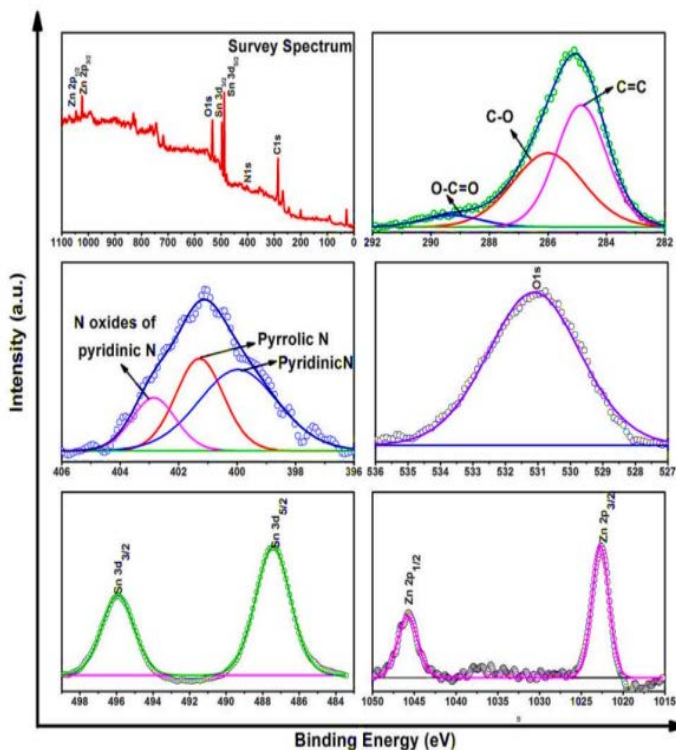 Survey Spectrum
Zn 2p1/2
Zn 2p3/2
O1s
Sn 3d3/2
Sn 3d5/2
N1s
C1s
1100 1000 900 800 700 600 500 400 300 200 100 0
C=C
C-O
O-C=O
292 290 288 286 284 282
N oxides of
pyridinic N
Pyrrolic N
PyridinicN
406 404 402 400 398 396
O1s
536 535 534 533 532 531 530 529 528 527
Sn 3d3/2
Sn 3d5/2
498 496 494 492 490 488 486 484
Zn 2p1/2
Zn 2p3/2
1050 1045 1040 1035 1030 1025 1020 1015
s
Intensity (a.u.)
Binding Energy (eV)